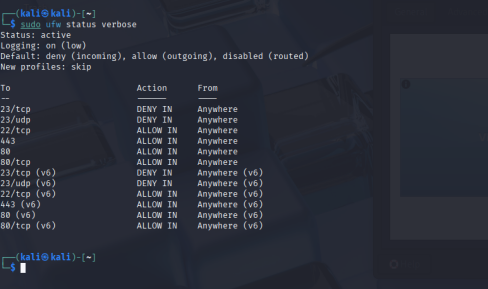 ┌──(kali㉿kali)-[~]
└─$ sudo ufw status verbose
Status: active
Logging: on (low)
Default: deny (incoming), allow (outgoing), disabled (routed)
New profiles: skip
To                         Action      From
--                         ------      ----
23/tcp                     DENY IN     Anywhere
23/udp                     DENY IN     Anywhere
22/tcp                     ALLOW IN    Anywhere
443                        ALLOW IN    Anywhere
80                         ALLOW IN    Anywhere
80/tcp                     ALLOW IN    Anywhere
23/tcp (v6)                DENY IN     Anywhere (v6)
23/udp (v6)                DENY IN     Anywhere (v6)
22/tcp (v6)                ALLOW IN    Anywhere (v6)
443 (v6)                   ALLOW IN    Anywhere (v6)
80 (v6)                    ALLOW IN    Anywhere (v6)
80/tcp (v6)                ALLOW IN    Anywhere (v6)
┌──(kali㉿kali)-[~]
└─$